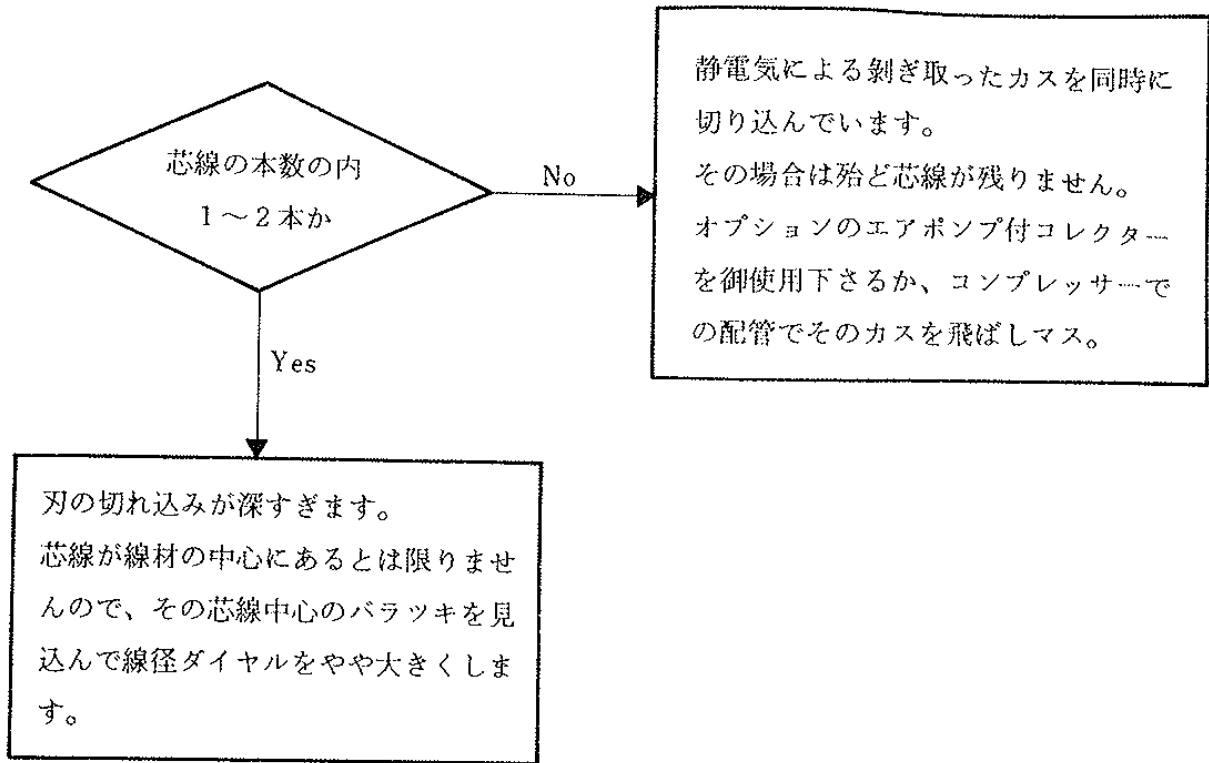 芯線の本数の内
1～2本か
No
静電気による剝ぎ取ったカスを同時に
切り込んでいます。
その場合は殆ど芯線が残りません。
オプションのエアポンプ付コレクター
を御使用下さるか、コンプレッサーで
の配管でそのカスを飛ばしマス。
Yes
刃の切れ込みが深すぎます。
芯線が線材の中心にあるとは限りませ
んので、その芯線中心のバラツキを見
込んで線径ダイヤルをやや大きくしま
す。